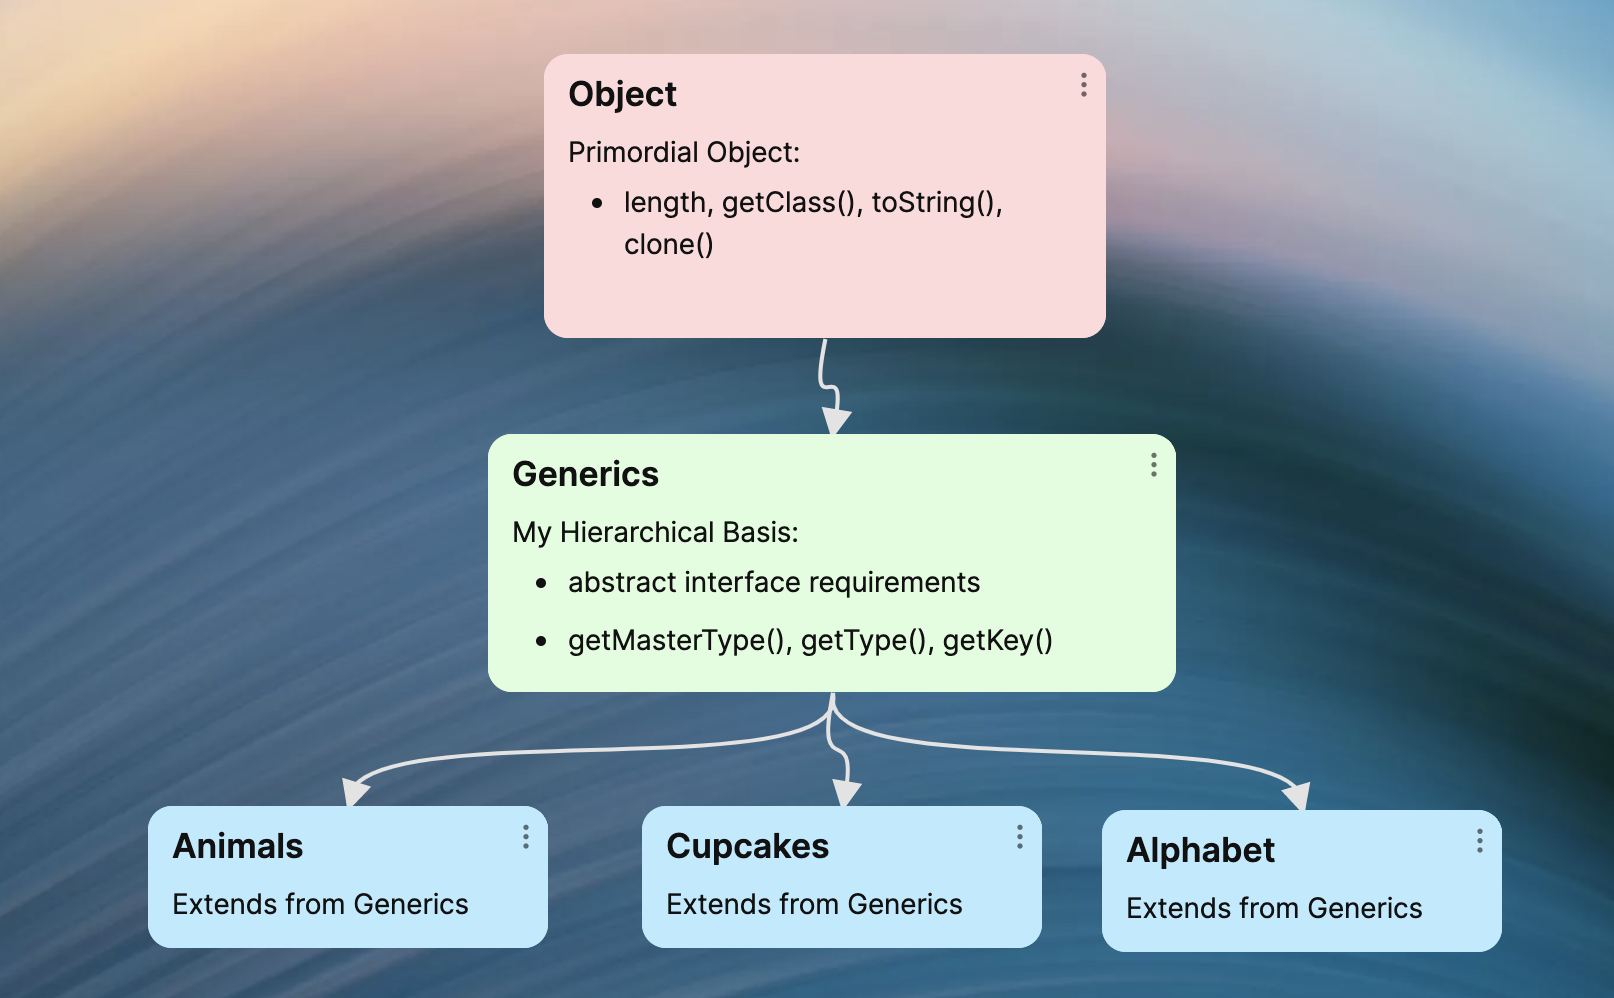 Object
Primordial Object:
• length, getClass(), toString(),
clone()
Generics
My Hierarchical Basis:
• abstract interface requirements
• getMasterType(), getType(), getKey()
Animals
Extends from Generics
Cupcakes
Extends from Generics
Alphabet
Extends from Generics